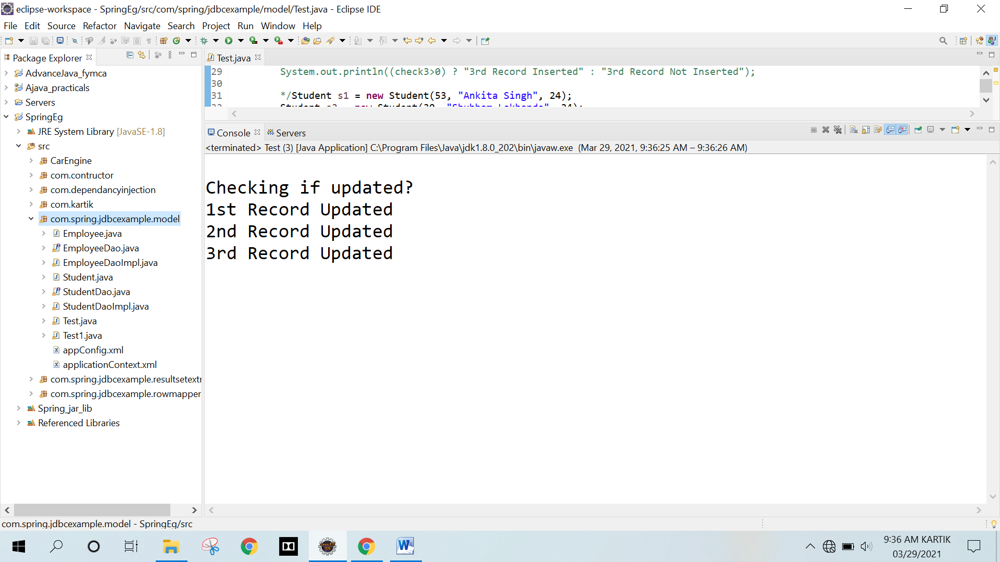 eclipse-workspace - SpringEg/src/com/spring/jdbcexample/model/Test.java - Eclipse IDE
File Edit Source Refactor Navigate Search Project Run Window Help
Package Explorer
AdvanceJava_fymca
Ajava_practicals
Servers
SpringEg
JRE System Library [JavaSE-1.8]
src
CarEngine
com.contructor
com.dependancyinjection
com.kartik
com.spring.jdbcexample.model
Employee.java
EmployeeDao.java
EmployeeDaoImpl.java
Student.java
StudentDao.java
StudentDaoImpl.java
Test.java
Test1.java
appConfig.xml
applicationContext.xml
com.spring.jdbcexample.resultsetextr
com.spring.jdbcexample.rowmapper
Spring_jar_lib
Referenced Libraries
Test.java
29 System.out.println((check3>0) ? "3rd Record Inserted" : "3rd Record Not Inserted");
30
31 */Student s1 = new Student(53, "Ankita Singh", 24);
Console Servers
<terminated> Test (3) [Java Application] C:\Program Files\Java\jdk1.8.0_202\bin\javaw.exe (Mar 29, 2021, 9:36:25 AM – 9:36:26 AM)
Checking if updated?
1st Record Updated
2nd Record Updated
3rd Record Updated
com.spring.jdbcexample.model - SpringEg/src
9:36 AM KARTIK
03/29/2021